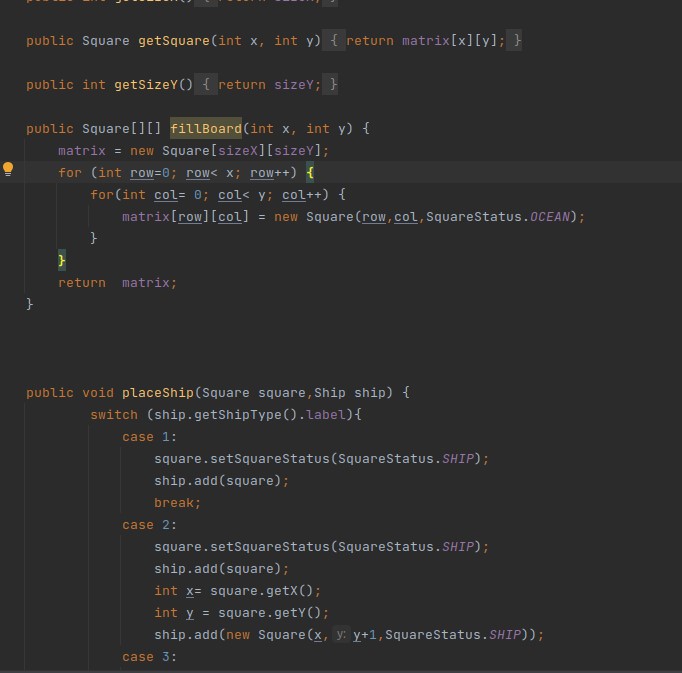 public Square getSquare(int x, int y) { return matrix[x][y]; }
public int getSizeY() { return sizeY; }
public Square[][] fillBoard(int x, int y) {
matrix = new Square[sizeX][sizeY];
for (int row=0; row< x; row++) {
for(int col= 0; col< y; col++) {
matrix[row][col] = new Square(row,col,SquareStatus.OCEAN);
}
}
return  matrix;
}
public void placeShip(Square square,Ship ship) {
switch (ship.getShipType().label){
case 1:
square.setSquareStatus(SquareStatus.SHIP);
ship.add(square);
break;
case 2:
square.setSquareStatus(SquareStatus.SHIP);
ship.add(square);
int x= square.getX();
int y = square.getY();
ship.add(new Square(x, y: y+1,SquareStatus.SHIP));
case 3: